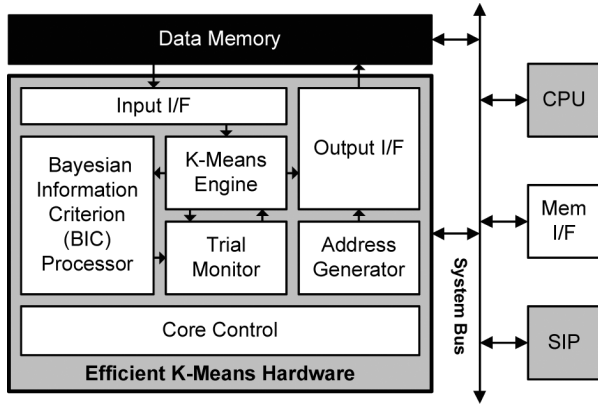 Data Memory
Input I/F
Bayesian
Information
Criterion
(BIC)
Processor
K-Means
Engine
Output I/F
Trial
Monitor
Address
Generator
Core Control
Efficient K-Means Hardware
System Bus
CPU
Mem
I/F
SIP